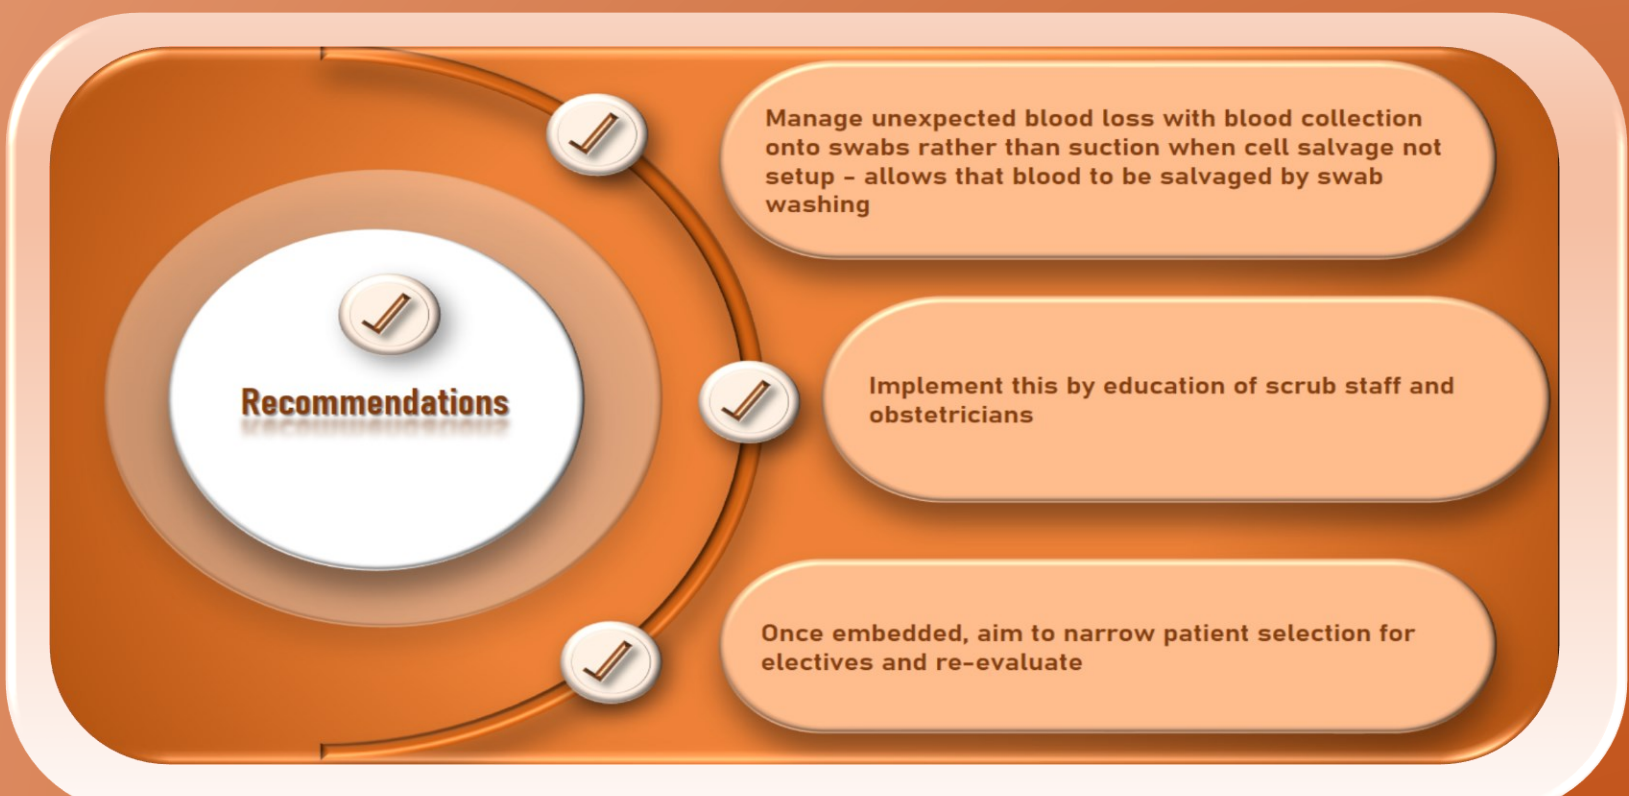 Recommendations
Manage unexpected blood loss with blood collection
onto swabs rather than suction when cell salvage not
setup - allows that blood to be salvaged by swab
washing
Implement this by education of scrub staff and
obstetricians
Once embedded, aim to narrow patient selection for
electives and re-evaluate